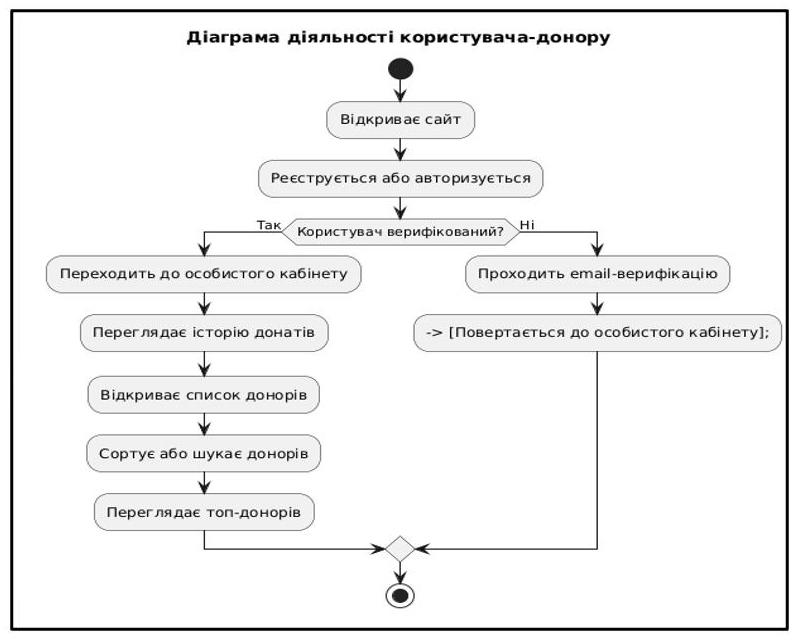 Діаграма діяльності користувача-донору
Відкриває сайт
Реєструється або авторизується
Так
Користувач верифікований?
Ні
Переходить до особистого кабінету
Проходить email-верифікацію
Переглядає історію донатів
-> [Повертається до особистого кабінету];
Відкриває список донорів
Сортує або шукає донорів
Переглядає топ-донорів